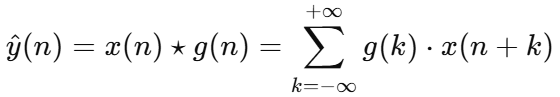 ŷ(n) = x(n) ⋆ g(n) = ∑_{k=−∞}^{+∞} g(k) · x(n + k)